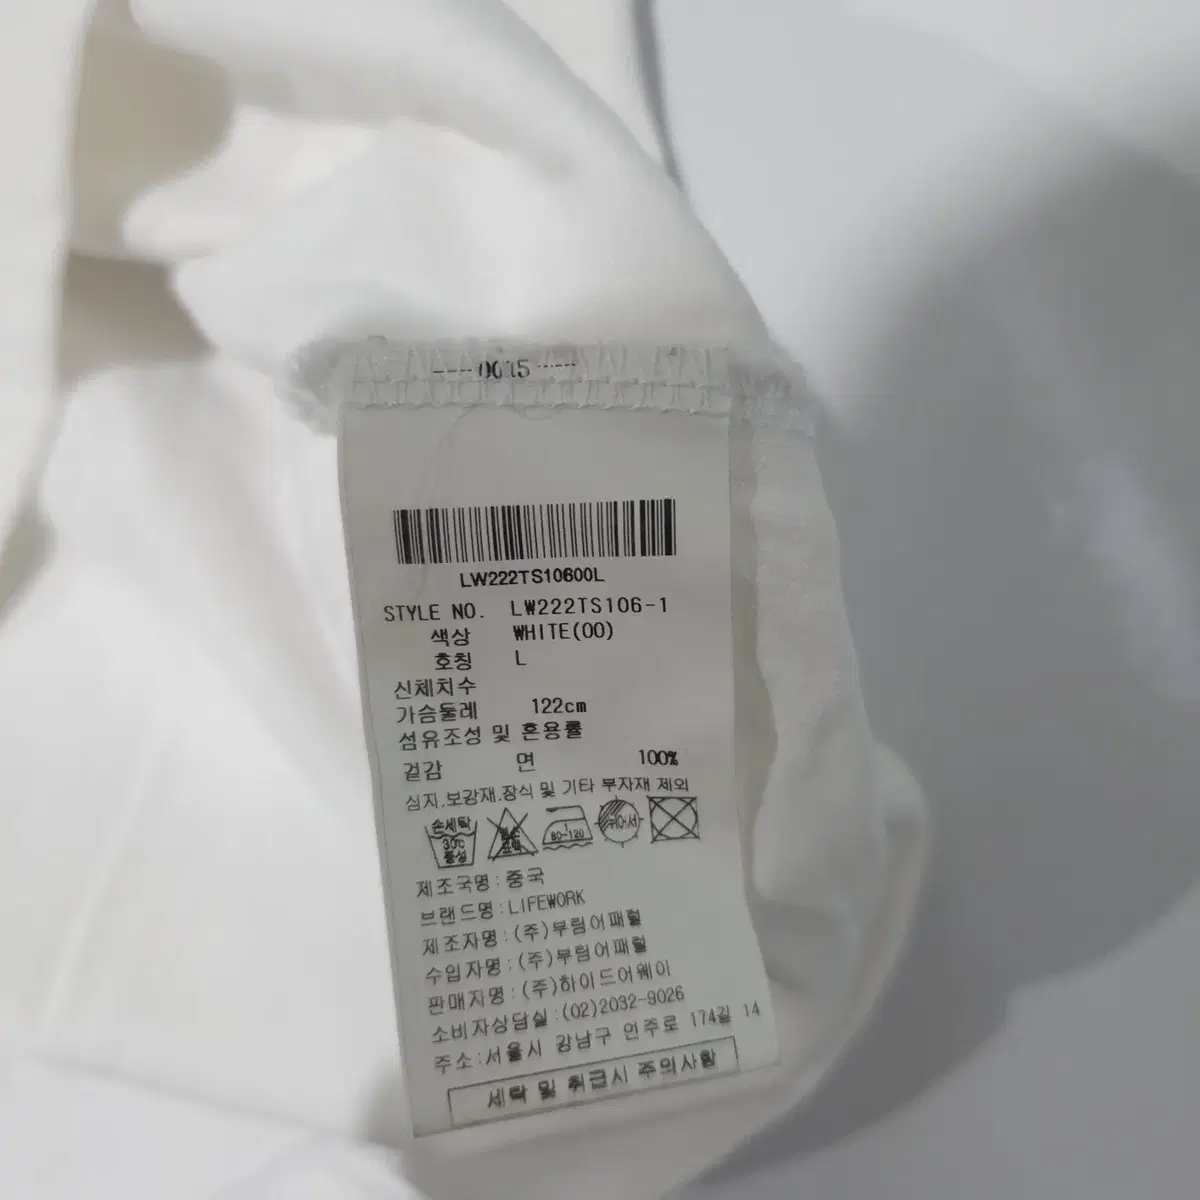 ---- 0015 -----
LW222TS10600L
STYLE NO. LW222TS106-1
색상 WHITE(00)
호칭 L
신체치수
가슴둘레 122cm
섬유조성 및 혼용률
겉감 면 100%
심지.보강재.장식 및 기타 부자재 제외
손세탁 30℃ 중성 80-120 뉘어서
제조국명:중국
브랜드명:LIFEWORK
제조자명:(주)부림어패럴
수입자명:(주)부림어패럴
판매자명:(주)하이드어웨이
소비자상담실:(02)2032-9026
주소:서울시 강남구 언주로 174길 14
세탁 및 취급시 주의사항